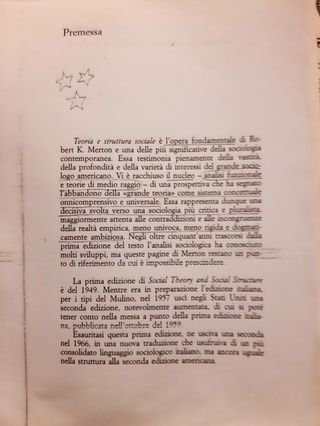 Premessa
Teoria e struttura sociale è l'opera fondamentale di Ro-
bert K. Merton e una delle più significative della sociologia
contemporanea. Essa testimonia pienamente della vastità,
della profondità e della varietà di interessi del grande socio-
logo americano. Vi è racchiuso il nucleo – analisi funzionale
e teorie di medio raggio – di una prospettiva che ha segnato
l'abbandono della «grande teoria» come sistema concettuale
onnicomprensivo e universale. Essa rappresenta dunque una
decisiva svolta verso una sociologia più critica e pluralista,
maggiormente attenta alle contraddizioni e alle incongruenze
della realtà empirica, meno univoca, meno rigida e dogmati-
camente ambiziosa. Negli oltre cinquant'anni trascorsi dalla
prima edizione del testo l'analisi sociologica ha conosciuto
molti sviluppi, ma queste pagine di Merton restano un pun-
to di riferimento da cui è impossibile prescindere.
La prima edizione di Social Theory and Social Structure
è del 1949. Mentre era in preparazione l'edizione italiana,
per i tipi del Mulino, nel 1957 uscì negli Stati Uniti una
seconda edizione, notevolmente aumentata, di cui si poté
tener conto nella messa a punto della prima edizione italia-
na, pubblicata nell'ottobre del 1959.
Esauritasi questa prima edizione, ne usciva una seconda
nel 1966, in una nuova traduzione che usufruiva di un più
consolidato linguaggio sociologico italiano, ma ancora uguale
nella struttura alla seconda edizione americana.